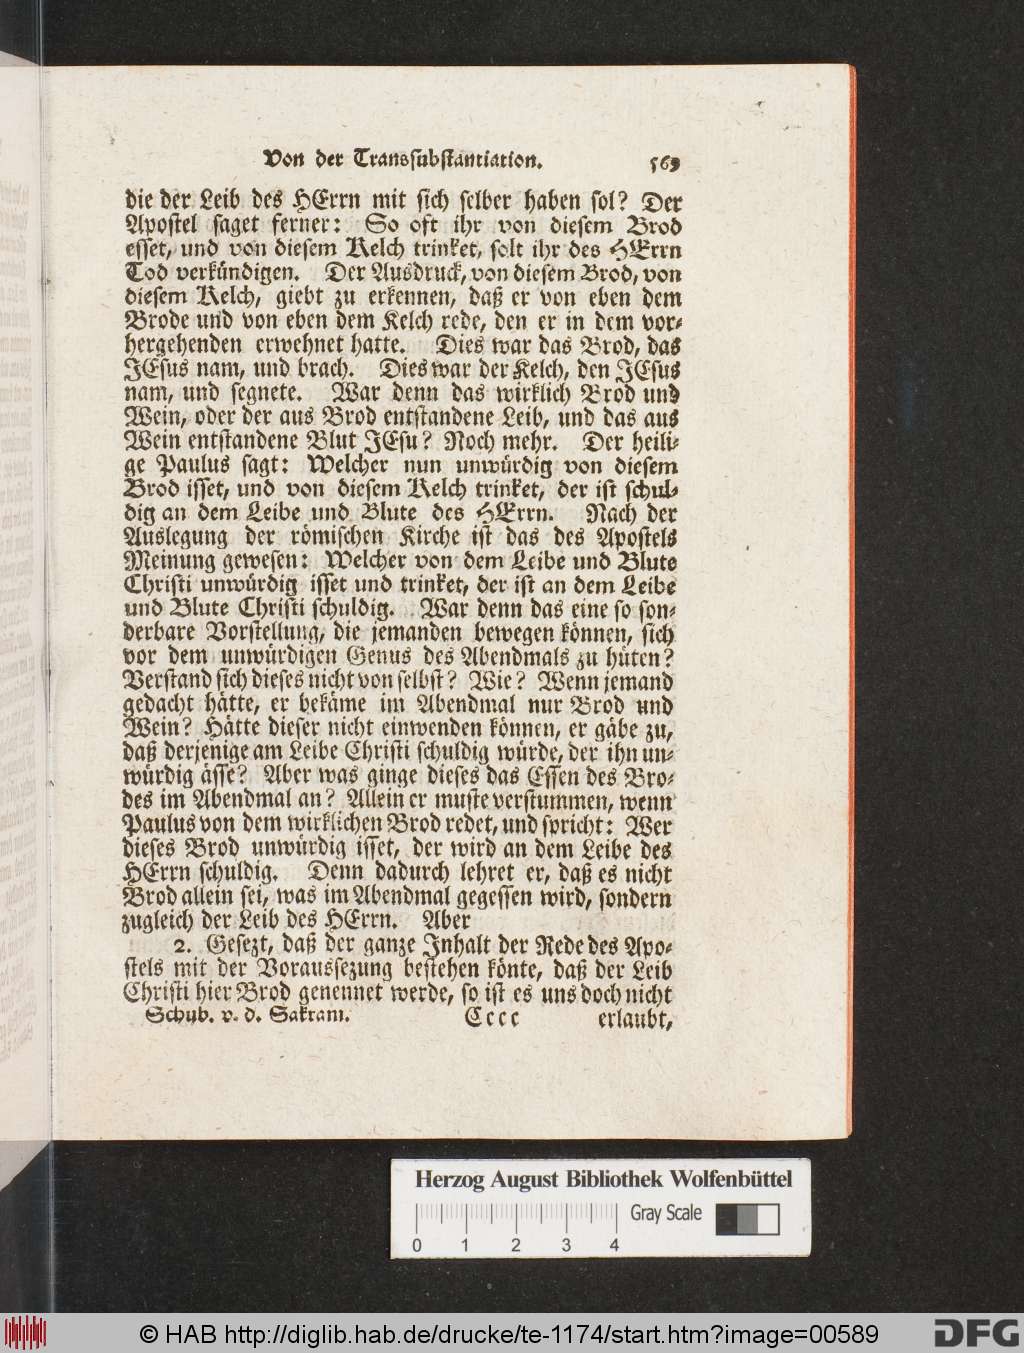 Von der Transsubstantiation. 569
die der Leib des HErrn mit sich selber haben sol? Der
Apostel saget ferner: So oft ihr von diesem Brod
esset, und von diesem Kelch trinket, solt ihr des HErrn
Tod verkündigen. Der Ausdruck, von diesem Brod, von
diesem Kelch, giebt zu erkennen, daß er von eben dem
Brode und von eben dem Kelch rede, den er in dem vor-
hergehenden erwehnet hatte. Dies war das Brod, das
JEsus nam, und brach. Dies war der Kelch, den JEsus
nam, und segnete. War denn das wirklich Brod und
Wein, oder der aus Brod entstandene Leib, und das aus
Wein entstandene Blut JEsu? Noch mehr. Der heili-
ge Paulus sagt: Welcher nun unwürdig von diesem
Brod isset, und von diesem Kelch trinket, der ist schul-
dig an dem Leibe und Blute des HErrn. Nach der
Auslegung der römischen Kirche ist das des Apostels
Meinung gewesen: Welcher von dem Leibe und Blute
Christi unwürdig isset und trinket, der ist an dem Leibe
und Blute Christi schuldig. War denn das eine so son-
derbare Vorstellung, die jemanden bewegen können, sich
vor dem unwürdigen Genus des Abendmals zu hüten?
Verstand sich dieses nicht von selbst? Wie? Wenn jemand
gedacht hätte, er bekäme im Abendmal nur Brod und
Wein? Hätte dieser nicht einwenden können, er gäbe zu,
daß derjenige am Leibe Christi schuldig würde, der ihn un-
würdig ässe? Aber was ginge dieses das Essen des Bro-
des im Abendmal an? Allein er muste verstummen, wenn
Paulus von dem wirklichen Brod redet, und spricht: Wer
dieses Brod unwürdig isset, der wird an dem Leibe des
HErrn schuldig. Denn dadurch lehret er, daß es nicht
Brod allein sei, was im Abendmal gegessen wird, sondern
zugleich der Leib des HErrn. Aber
2. Gesezt, daß der ganze Inhalt der Rede des Apo-
stels mit der Voraussezung bestehen könte, daß der Leib
Christi hier Brod genennet werde, so ist es uns doch nicht
Schub. v. d. Sakram. Cccc erlaubt,
Herzog August Bibliothek Wolfenbüttel
Gray Scale
0 1 2 3 4
© HAB http://diglib.hab.de/drucke/te-1174/start.htm?image=00589
DFG